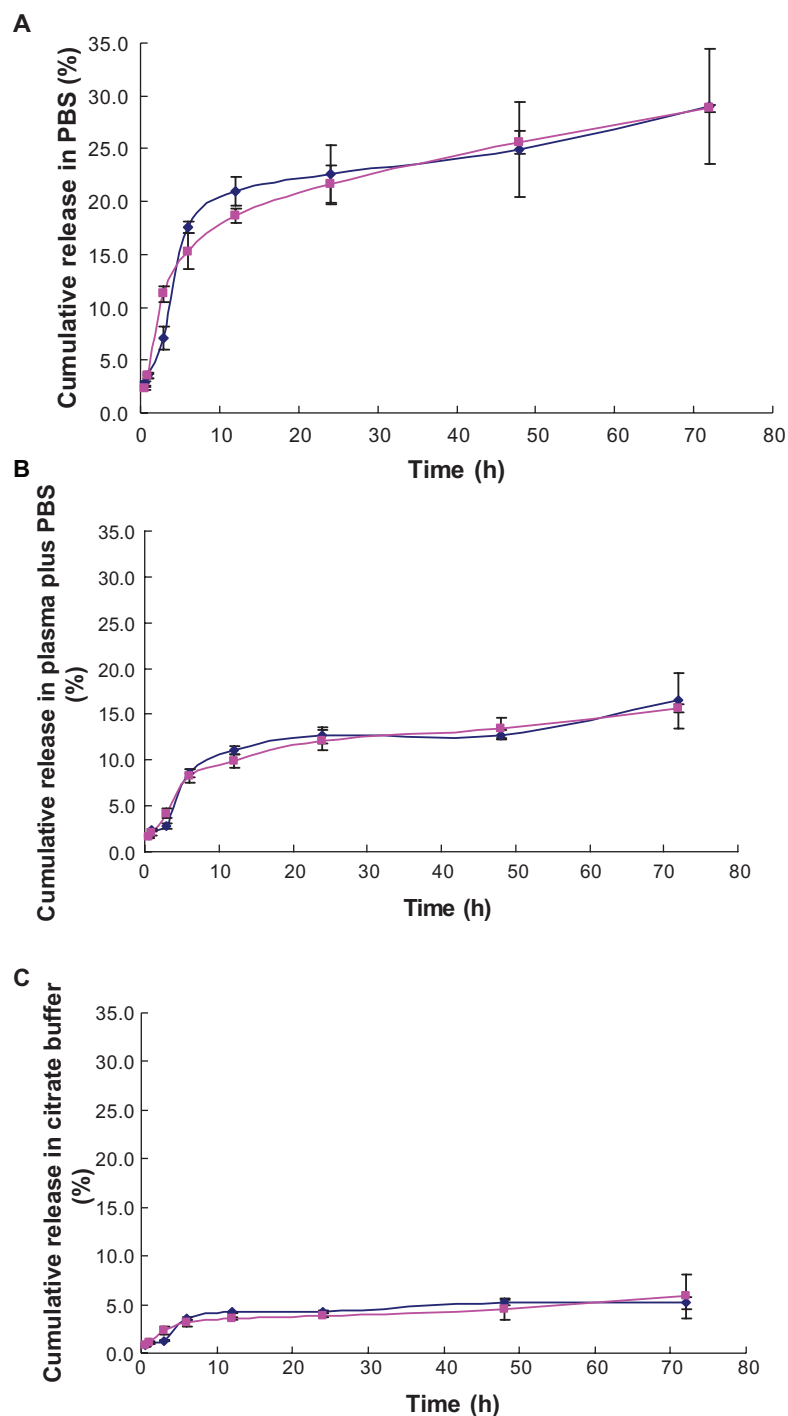 A
Cumulative release in PBS (%)
35.0
30.0
25.0
20.0
15.0
10.0
5.0
0.0
0 10 20 30 40 50 60 70 80
Time (h)
B
Cumulative release in plasma plus PBS
(%)
35.0
30.0
25.0
20.0
15.0
10.0
5.0
0.0
0 10 20 30 40 50 60 70 80
Time (h)
C
Cumulative release in citrate buffer
(%)
35.0
30.0
25.0
20.0
15.0
10.0
5.0
0.0
0 10 20 30 40 50 60 70 80
Time (h)